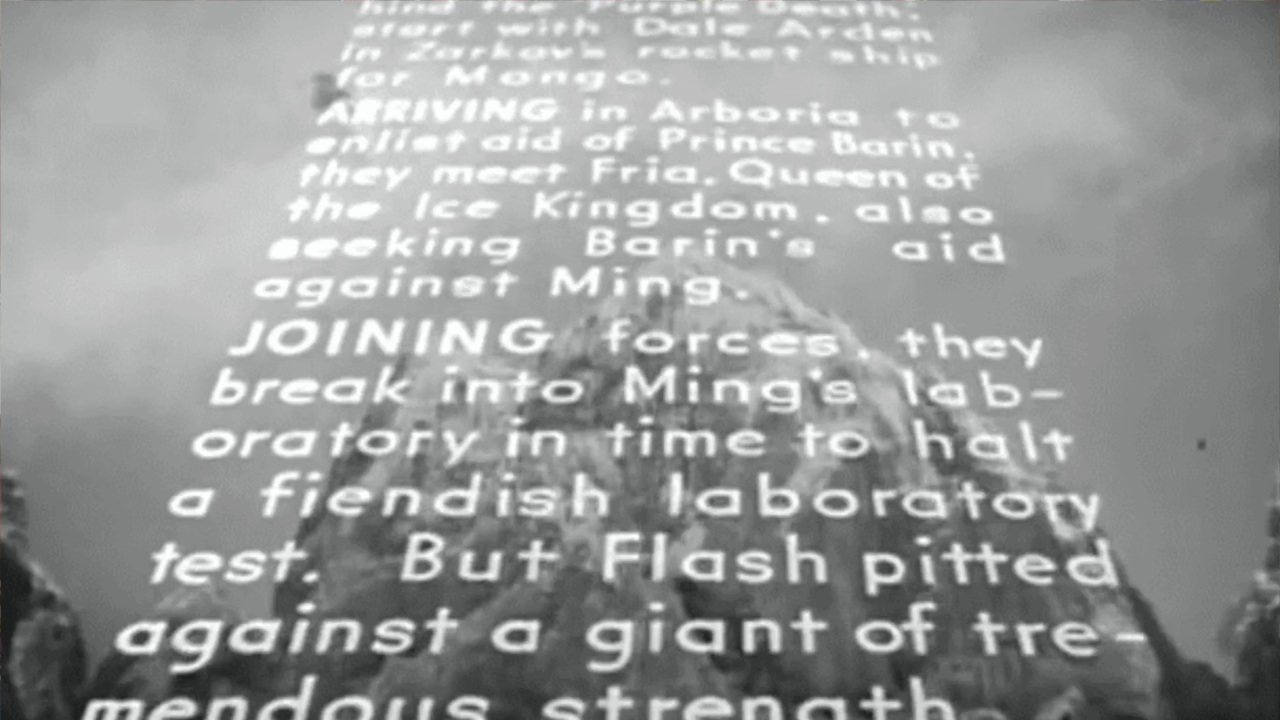 hind the Purple Death,
start with Dale Arden
in Zarkov's rocket ship
for Mongo.
ARRIVING in Arboria to
enlist aid of Prince Barin,
they meet Fria, Queen of
the Ice Kingdom, also
seeking Barin's aid
against Ming.
JOINING forces, they
break into Ming's lab-
oratory in time to halt
a fiendish laboratory
test. But Flash pitted
against a giant of tre-
mendous strength